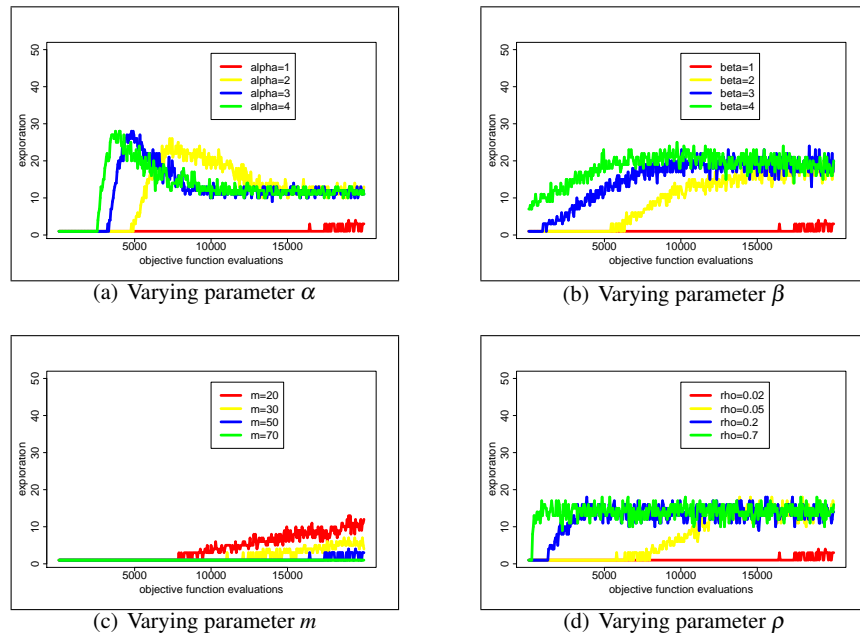 50
40
30
20
10
0
exploration
alpha=1
alpha=2
alpha=3
alpha=4
5000 10000 15000
objective function evaluations
(a) Varying parameter α
50
40
30
20
10
0
exploration
beta=1
beta=2
beta=3
beta=4
5000 10000 15000
objective function evaluations
(b) Varying parameter β
50
40
30
20
10
0
exploration
m=20
m=30
m=50
m=70
5000 10000 15000
objective function evaluations
(c) Varying parameter m
50
40
30
20
10
0
exploration
rho=0.02
rho=0.05
rho=0.2
rho=0.7
5000 10000 15000
objective function evaluations
(d) Varying parameter ρ